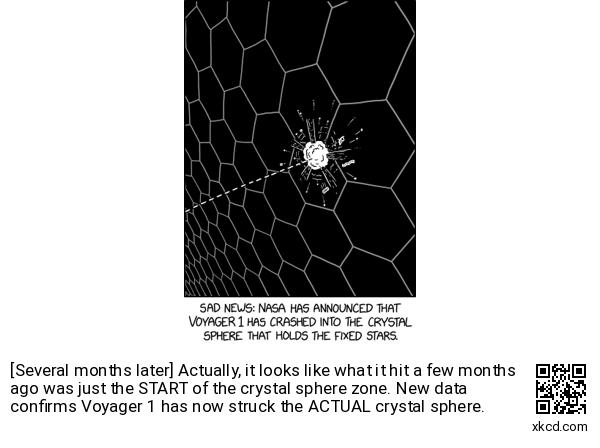 SAD NEWS: NASA HAS ANNOUNCED THAT
VOYAGER 1 HAS CRASHED INTO THE CRYSTAL
SPHERE THAT HOLDS THE FIXED STARS.
[Several months later] Actually, it looks like what it hit a few months
ago was just the START of the crystal sphere zone. New data
confirms Voyager 1 has now struck the ACTUAL crystal sphere.
xkcd.com